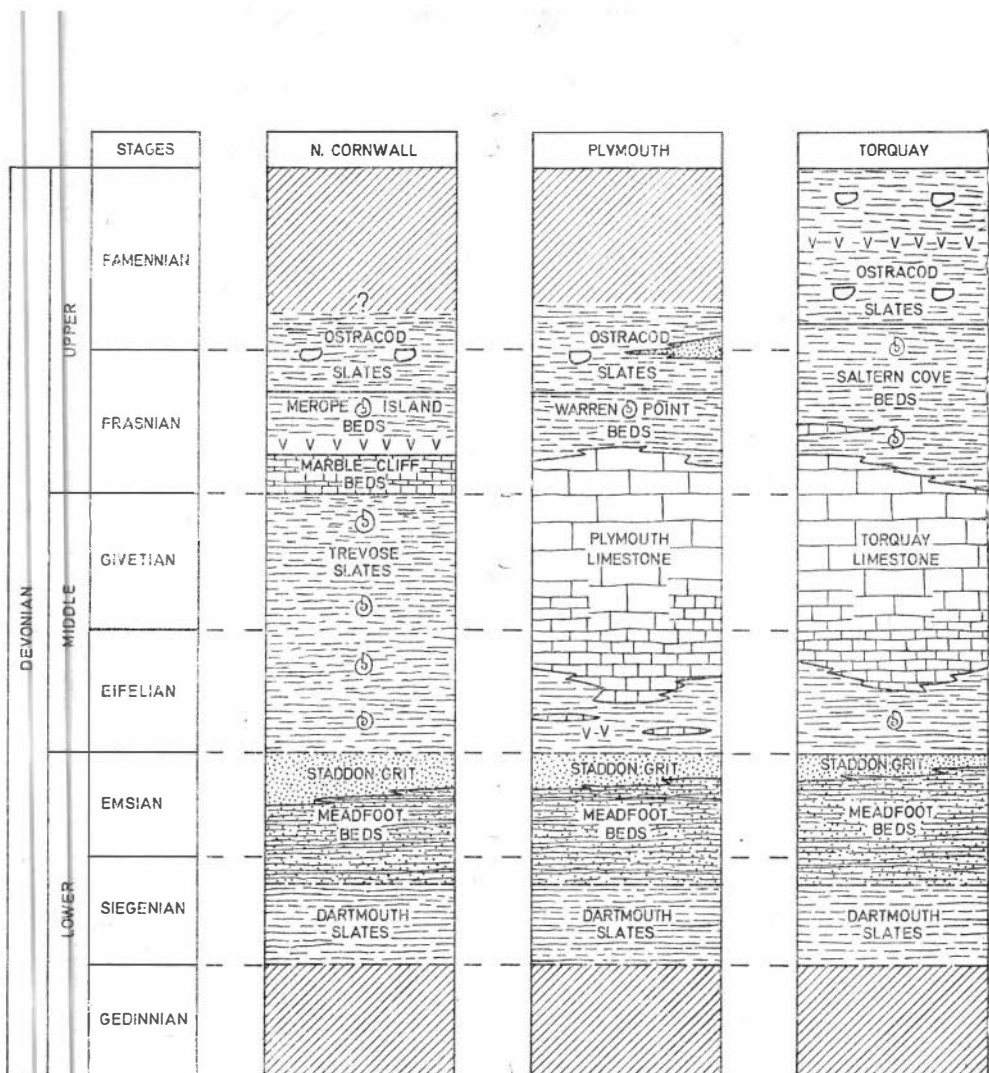 STAGES
N. CORNWALL
PLYMOUTH
TORQUAY
DEVONIAN
UPPER
MIDDLE
LOWER
FAMENNIAN
FRASNIAN
GIVETIAN
EIFELIAN
EMSIAN
SIEGENIAN
GEDINNIAN
?
OSTRACOD
SLATES
MEROPE ISLAND
BEDS
V V V V V V V
MARBLE CLIFF
BEDS
TREVOSE
SLATES
STADDON GRIT
MEADFOOT
BEDS
DARTMOUTH
SLATES
OSTRACOD
SLATES
WARREN POINT
BEDS
PLYMOUTH
LIMESTONE
V-V
STADDON GRIT
MEADFOOT
BEDS
DARTMOUTH
SLATES
V-V-V-V-V-V-V
OSTRACOD
SLATES
SALTERN COVE
BEDS
TORQUAY
LIMESTONE
STADDON GRIT
MEADFOOT
BEDS
DARTMOUTH
SLATES